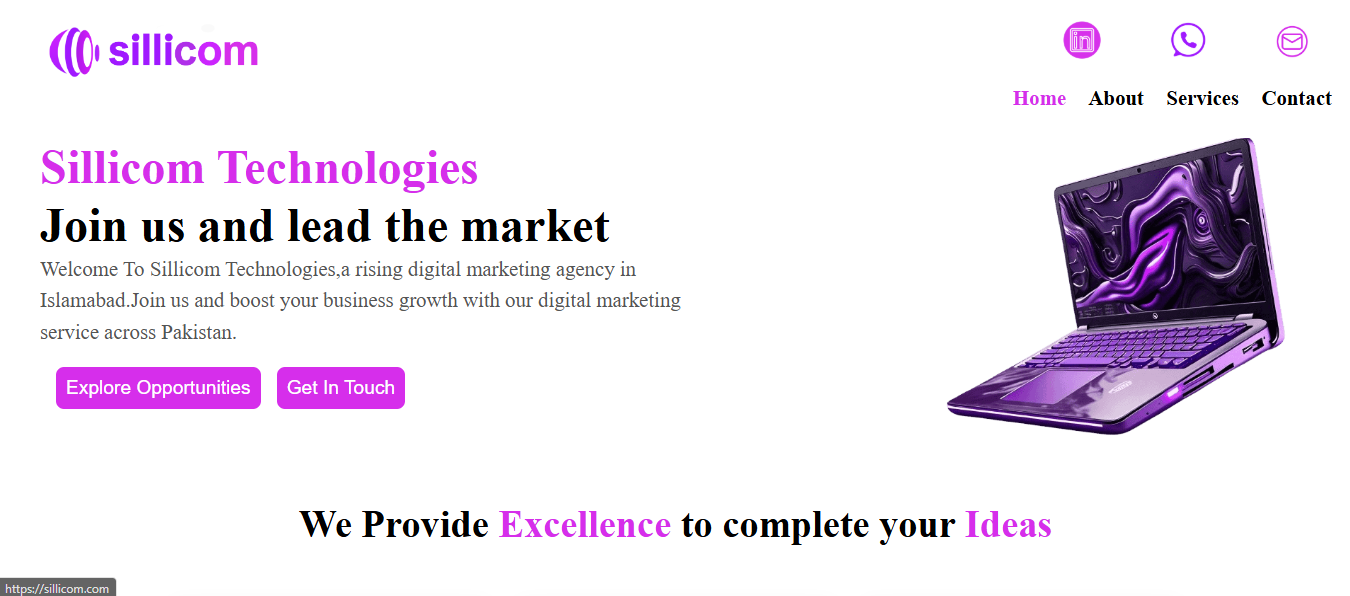 sillicom
in
Home About Services Contact
Sillicom Technologies
Join us and lead the market
Welcome To Sillicom Technologies,a rising digital marketing agency in
Islamabad.Join us and boost your business growth with our digital marketing
service across Pakistan.
Explore Opportunities Get In Touch
We Provide Excellence to complete your Ideas
https://sillicom.com